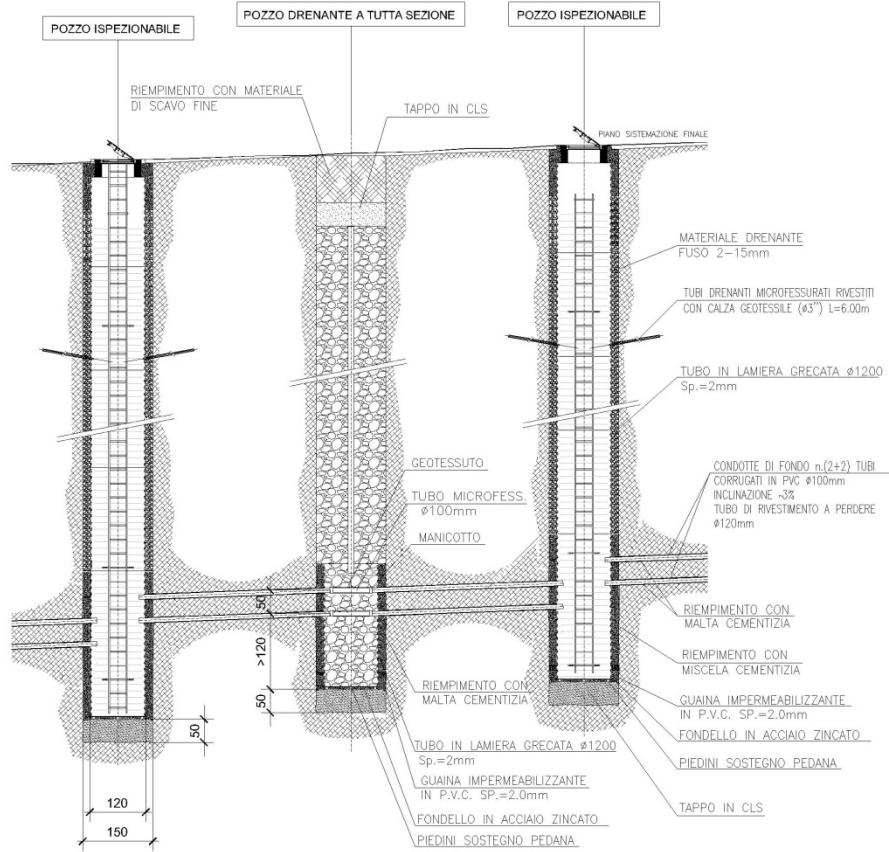 POZZO ISPEZIONABILE
POZZO DRENANTE A TUTTA SEZIONE
POZZO ISPEZIONABILE
RIEMPIMENTO CON MATERIALE
DI SCAVO FINE
TAPPO IN CLS
PIANO SISTEMAZIONE FINALE
MATERIALE DRENANTE
FUSO 2-15mm
TUBI DRENANTI MICROFESSURATI RIVESTITI
CON CALZA GEOTESSILE (ø3") L=6.00m
TUBO IN LAMIERA GRECATA ø1200
Sp.=2mm
GEOTESSUTO
TUBO MICROFESS.
ø100mm
MANICOTTO
CONDOTTE DI FONDO n.(2+2) TUBI
CORRUGATI IN PVC ø100mm
INCLINAZIONE ~3%
TUBO DI RIVESTIMENTO A PERDERE
ø120mm
50
>120
50
RIEMPIMENTO CON
MALTA CEMENTIZIA
RIEMPIMENTO CON
MISCELA CEMENTIZIA
RIEMPIMENTO CON
MALTA CEMENTIZIA
GUAINA IMPERMEABILIZZANTE
IN P.V.C. SP.=2.0mm
FONDELLO IN ACCIAIO ZINCATO
PIEDINI SOSTEGNO PEDANA
TAPPO IN CLS
TUBO IN LAMIERA GRECATA ø1200
Sp.=2mm
GUAINA IMPERMEABILIZZANTE
IN P.V.C. SP.=2.0mm
FONDELLO IN ACCIAIO ZINCATO
PIEDINI SOSTEGNO PEDANA
50
120
150